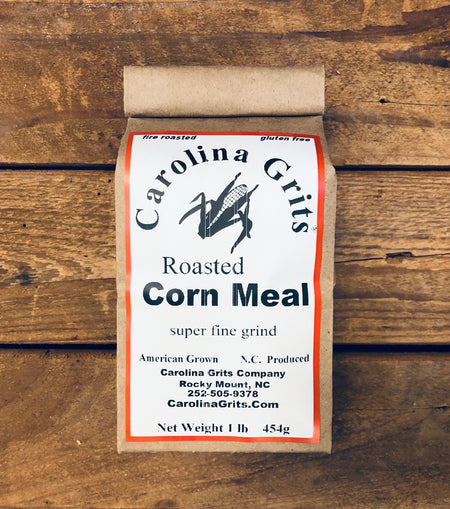 fire roasted gluten free
Carolina Grits
Roasted
Corn Meal
super fine grind
American Grown N.C. Produced
Carolina Grits Company
Rocky Mount, NC
252-505-9378
CarolinaGrits.Com
Net Weight 1 lb 454g